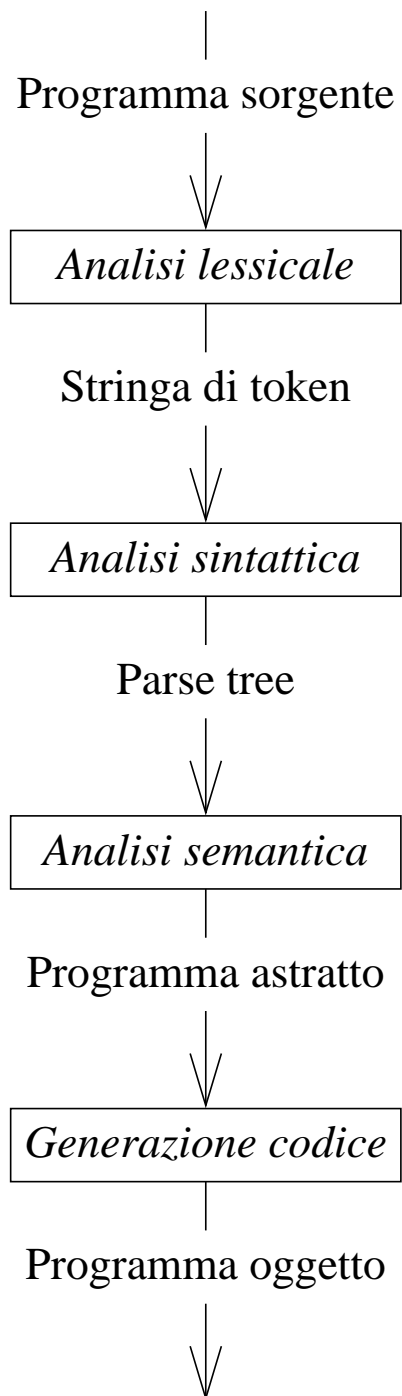 Programma sorgente
Analisi lessicale
Stringa di token
Analisi sintattica
Parse tree
Analisi semantica
Programma astratto
Generazione codice
Programma oggetto